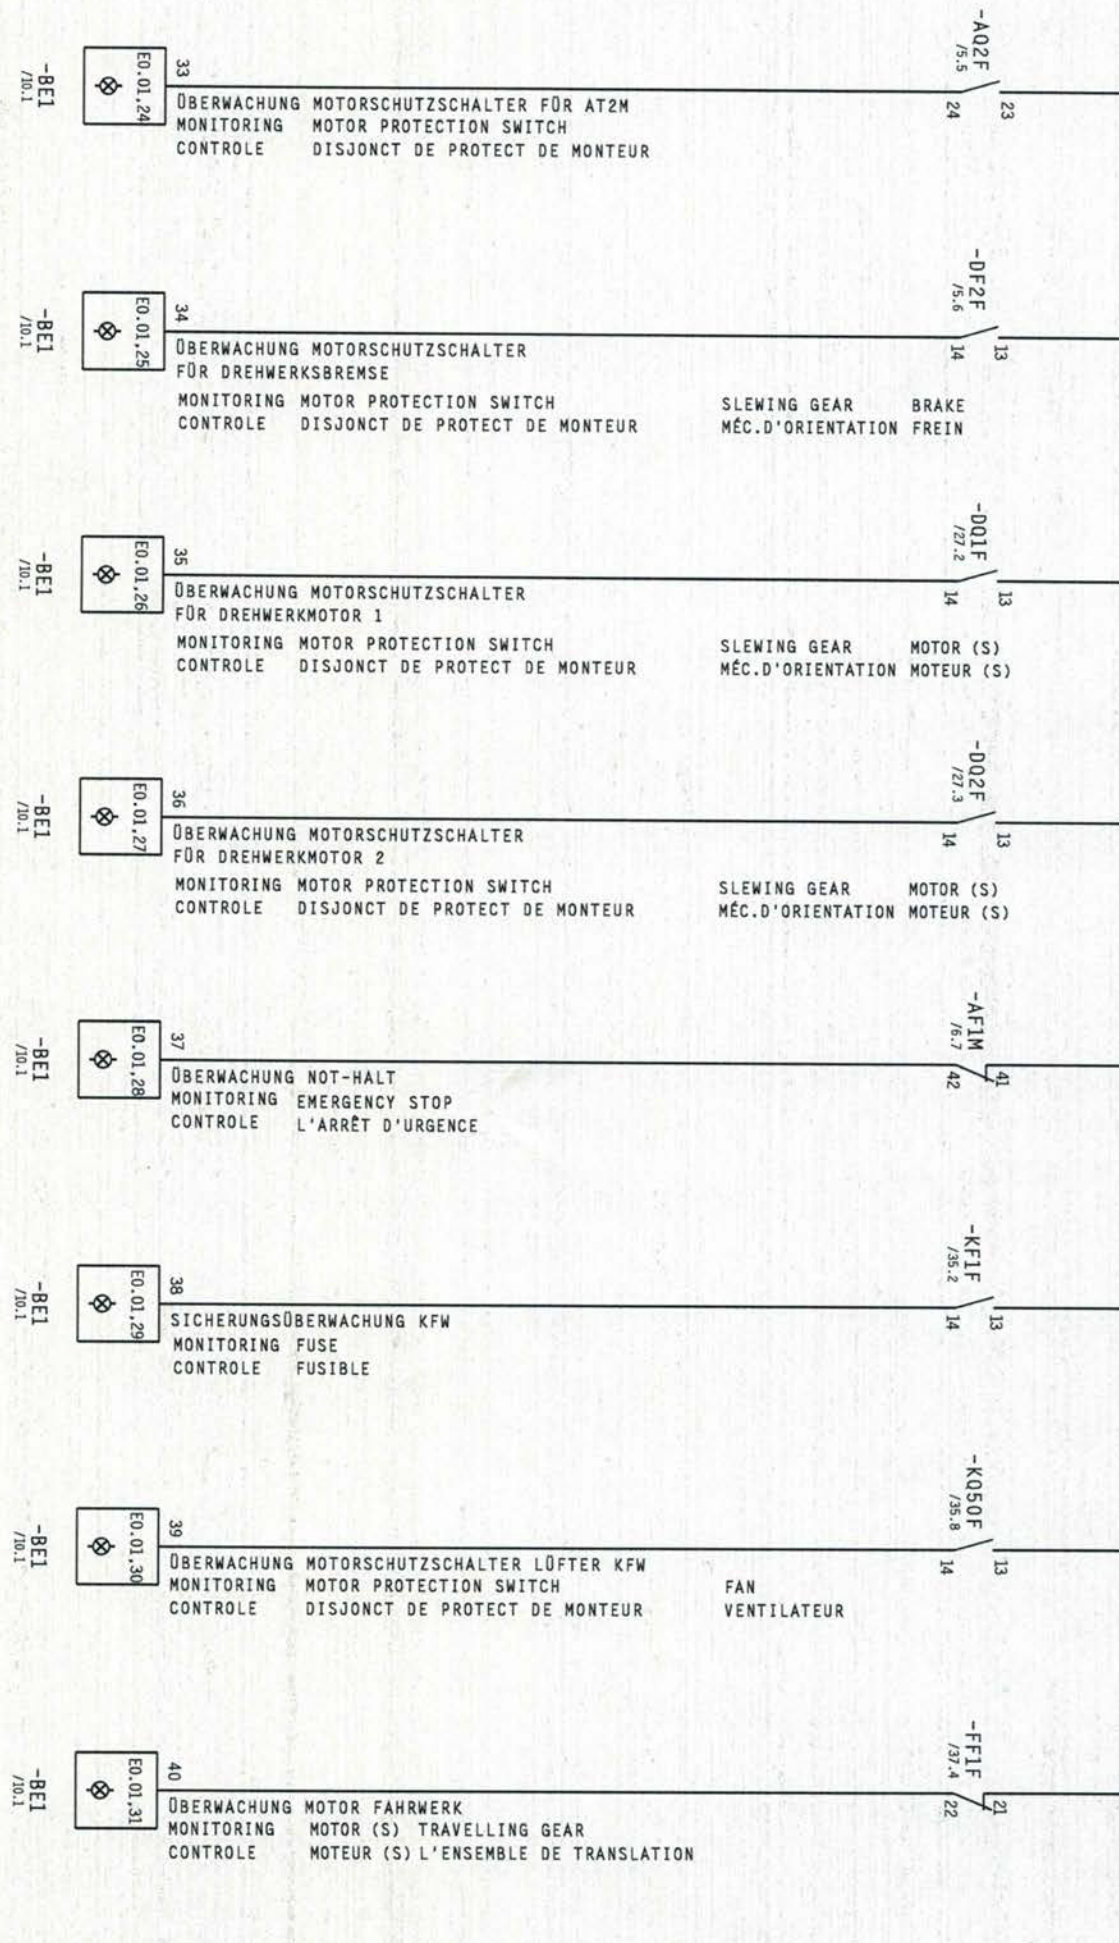 -AQ2F
/5.5
-BE1
/10.1
E0.01,24
33
24
23
ÜBERWACHUNG MOTORSCHUTZSCHALTER FÜR AT2M
MONITORING MOTOR PROTECTION SWITCH
CONTROLE DISJONCT DE PROTECT DE MONTEUR
-DF2F
/5.6
-BE1
/10.1
E0.01,25
34
14
13
ÜBERWACHUNG MOTORSCHUTZSCHALTER
FÜR DREHWERKSBREMSE
MONITORING MOTOR PROTECTION SWITCH SLEWING GEAR BRAKE
CONTROLE DISJONCT DE PROTECT DE MONTEUR MÉC.D'ORIENTATION FREIN
-DQ1F
/27.2
-BE1
/10.1
E0.01,26
35
14
13
ÜBERWACHUNG MOTORSCHUTZSCHALTER
FÜR DREHWERKMOTOR 1
MONITORING MOTOR PROTECTION SWITCH SLEWING GEAR MOTOR (S)
CONTROLE DISJONCT DE PROTECT DE MONTEUR MÉC.D'ORIENTATION MOTEUR (S)
-DQ2F
/27.3
-BE1
/10.1
E0.01,27
36
14
13
ÜBERWACHUNG MOTORSCHUTZSCHALTER
FÜR DREHWERKMOTOR 2
MONITORING MOTOR PROTECTION SWITCH SLEWING GEAR MOTOR (S)
CONTROLE DISJONCT DE PROTECT DE MONTEUR MÉC.D'ORIENTATION MOTEUR (S)
-AF1M
/6.7
-BE1
/10.1
E0.01,28
37
42
41
ÜBERWACHUNG NOT-HALT
MONITORING EMERGENCY STOP
CONTROLE L'ARRÊT D'URGENCE
-KF1F
/35.2
-BE1
/10.1
E0.01,29
38
14
13
SICHERUNGSÜBERWACHUNG KFW
MONITORING FUSE
CONTROLE FUSIBLE
-KQ50F
/35.8
-BE1
/10.1
E0.01,30
39
14
13
ÜBERWACHUNG MOTORSCHUTZSCHALTER LÜFTER KFW
MONITORING MOTOR PROTECTION SWITCH FAN
CONTROLE DISJONCT DE PROTECT DE MONTEUR VENTILATEUR
-FF1F
/37.4
-BE1
/10.1
E0.01,31
40
22
21
ÜBERWACHUNG MOTOR FAHRWERK
MONITORING MOTOR (S) TRAVELLING GEAR
CONTROLE MOTEUR (S) L'ENSEMBLE DE TRANSLATION